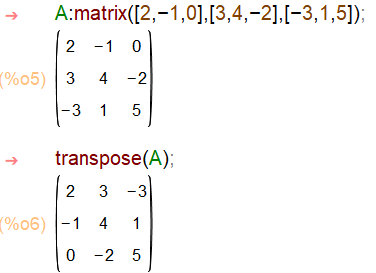 → A:matrix([2,−1,0],[3,4,−2],[−3,1,5]);
2 −1 0
(%o5) 3 4 −2
−3 1 5
→ transpose(A);
2 3 −3
(%o6) −1 4 1
0 −2 5